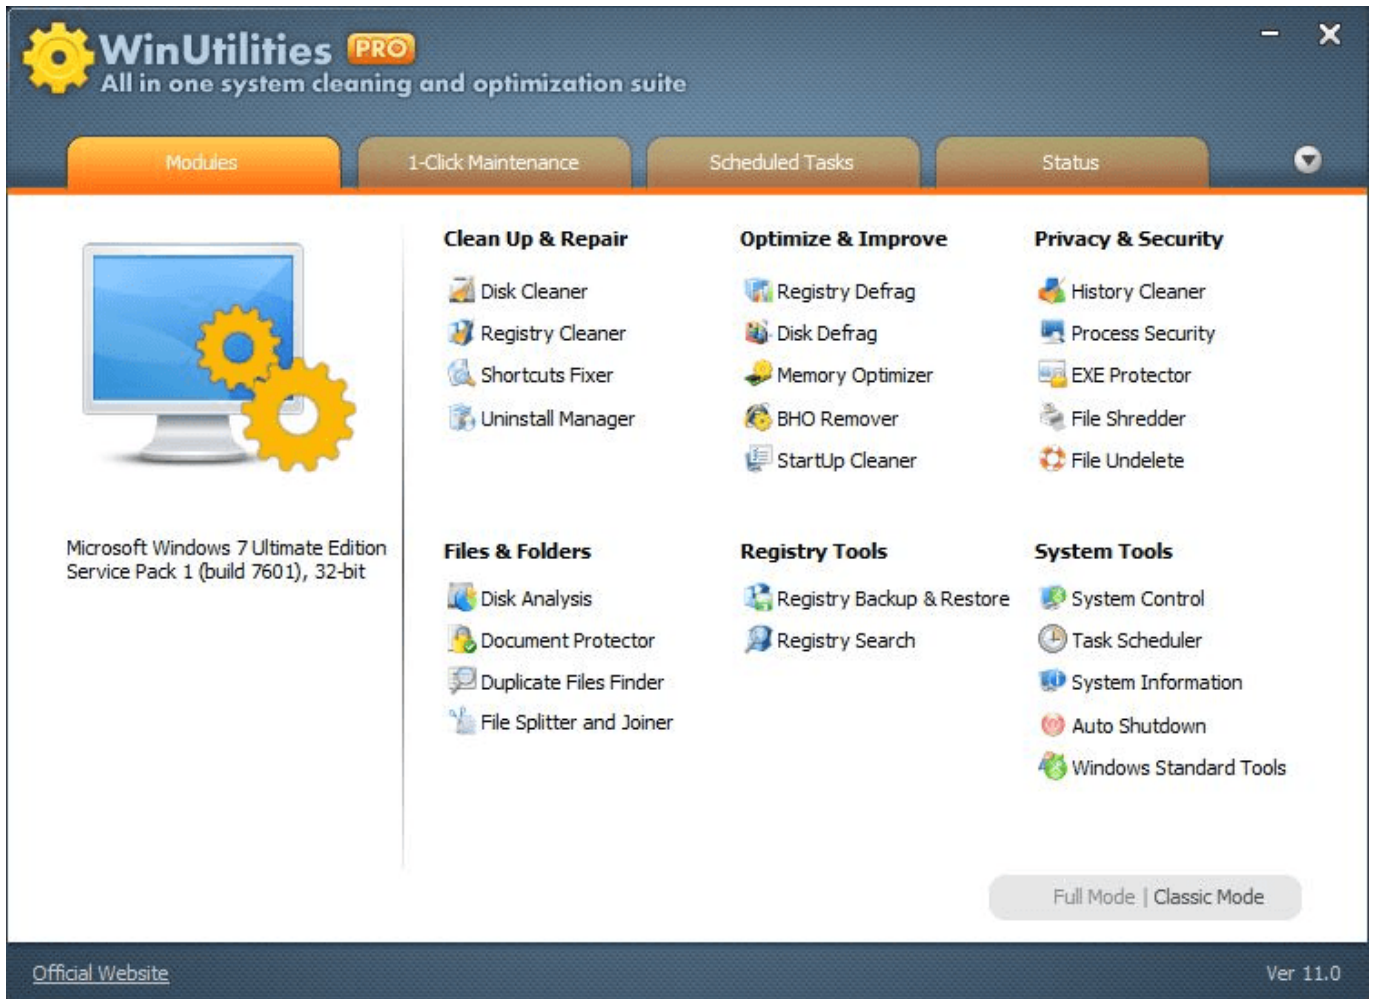 WinUtilities PRO
All in one system cleaning and optimization suite
Modules
1-Click Maintenance
Scheduled Tasks
Status
Microsoft Windows 7 Ultimate Edition
Service Pack 1 (build 7601), 32-bit
Clean Up & Repair
Disk Cleaner
Registry Cleaner
Shortcuts Fixer
Uninstall Manager
Optimize & Improve
Registry Defrag
Disk Defrag
Memory Optimizer
BHO Remover
StartUp Cleaner
Privacy & Security
History Cleaner
Process Security
EXE Protector
File Shredder
File Undelete
Files & Folders
Disk Analysis
Document Protector
Duplicate Files Finder
File Splitter and Joiner
Registry Tools
Registry Backup & Restore
Registry Search
System Tools
System Control
Task Scheduler
System Information
Auto Shutdown
Windows Standard Tools
Full Mode | Classic Mode
Official Website
Ver 11.0